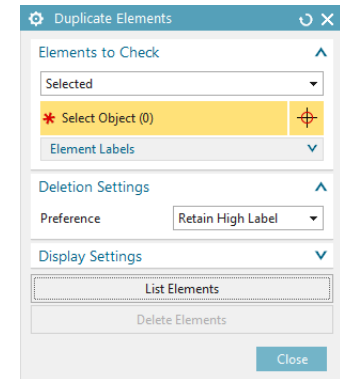 Duplicate Elements
Elements to Check
Selected
* Select Object (0)
Element Labels
Deletion Settings
Preference Retain High Label
Display Settings
List Elements
Delete Elements
Close